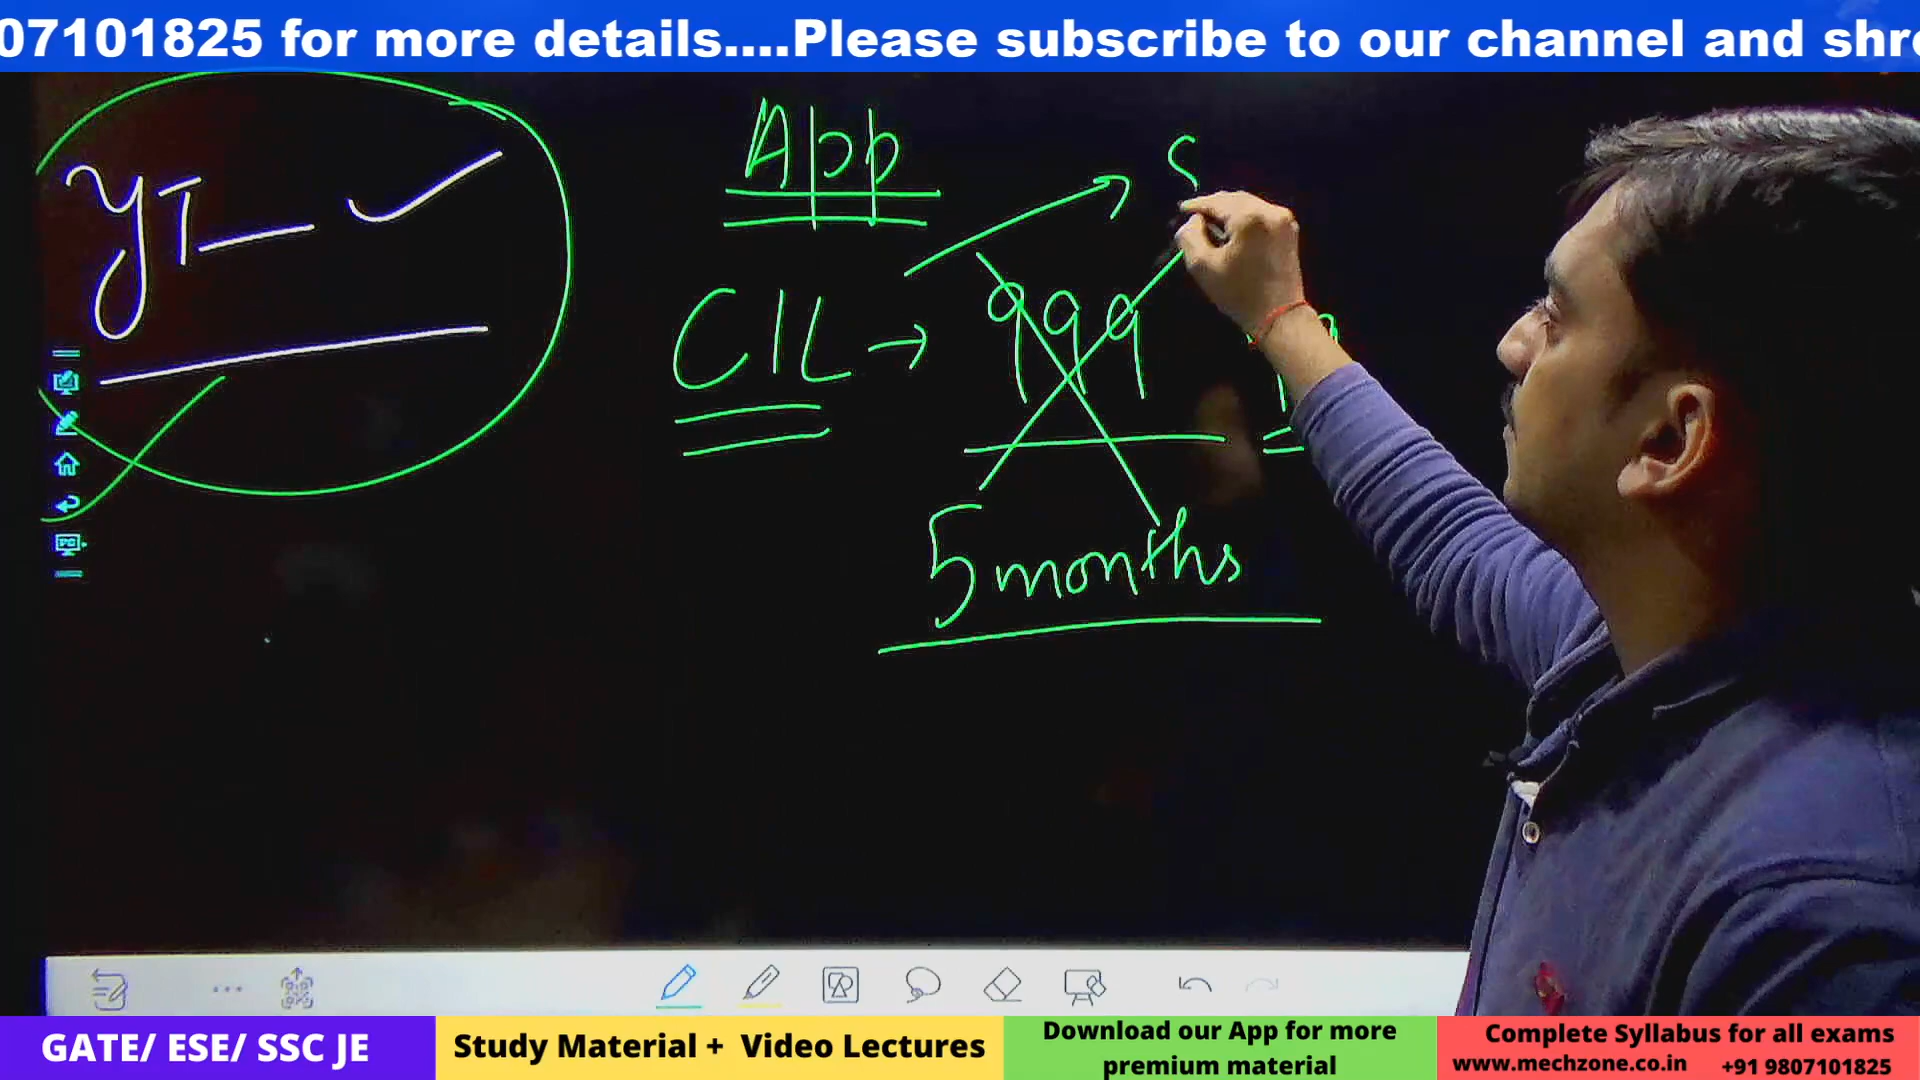 07101825 for more details....Please subscribe to our channel and shr
YT
App
S
CIL → 999
5 months
GATE/ ESE/ SSC JE
Study Material + Video Lectures
Download our App for more
premium material
Complete Syllabus for all exams
www.mechzone.co.in +91 9807101825